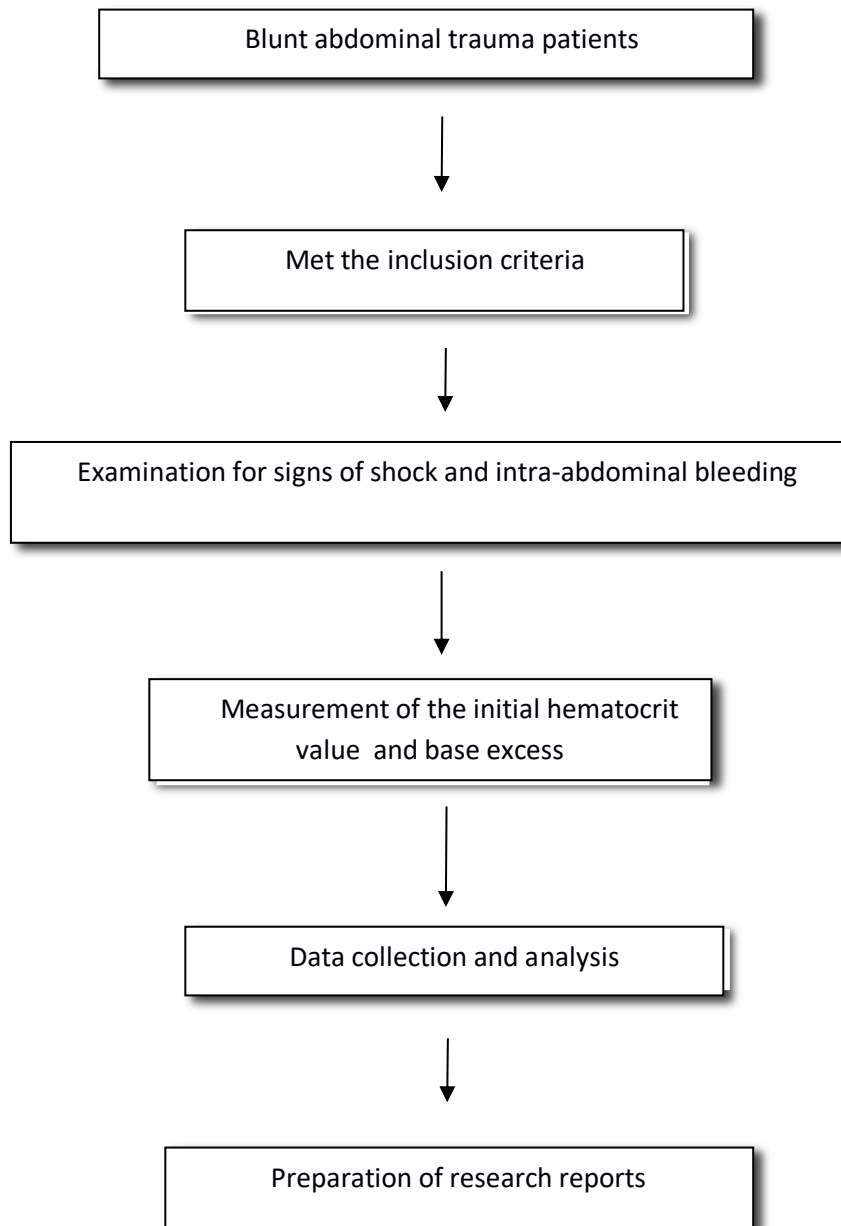 Blunt abdominal trauma patients
Met the inclusion criteria
Examination for signs of shock and intra-abdominal bleeding
Measurement of the initial hematocrit
value and base excess
Data collection and analysis
Preparation of research reports